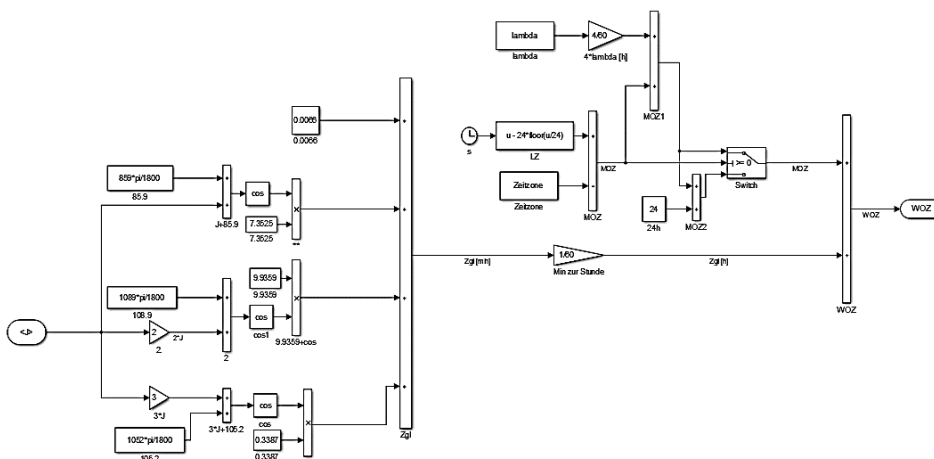 lambda
lambda
4/60
4*lambda [h]
MOZ1
0.0066
0.0066
s
u - 24*floor(u/24)
LZ
Zeitzone
Zeitzone
MOZ
MOZ
24
24h
MOZ2
>= 0
Switch
MOZ
WOZ
WOZ
WOZ
859*pi/1800
85.9
J+85.9
cos
7.3525
7.3525
**
Zgl [min]
1/60
Min zur Stunde
Zgl [h]
1089*pi/1800
108.9
2
2*J
2.
2
9.9359
9.9359
cos
cos1
9.9359+cos
<J>
3
3*J
3*J+105.2
cos
cos
1052*pi/1800
105.2
0.3387
0.3387
Zgl